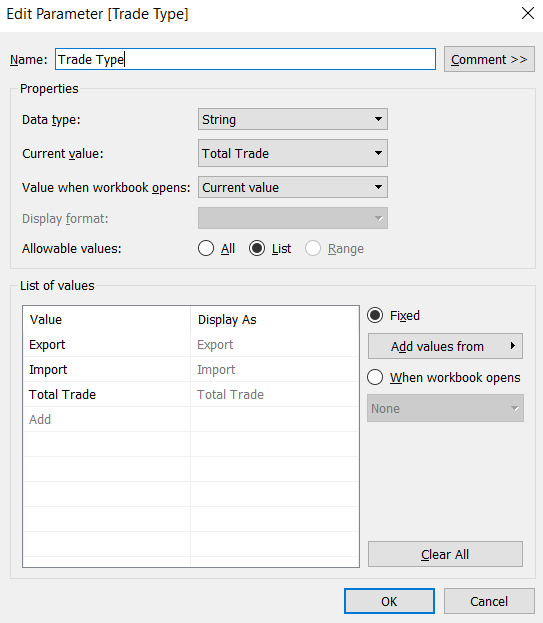 Edit Parameter [Trade Type]
Name: Trade Type Comment >>
Properties
Data type: String
Current value: Total Trade
Value when workbook opens: Current value
Display format:
Allowable values: All List Range
List of values
Value Display As
Export Export
Import Import
Total Trade Total Trade
Add
Fixed
Add values from
When workbook opens
None
Clear All
OK Cancel